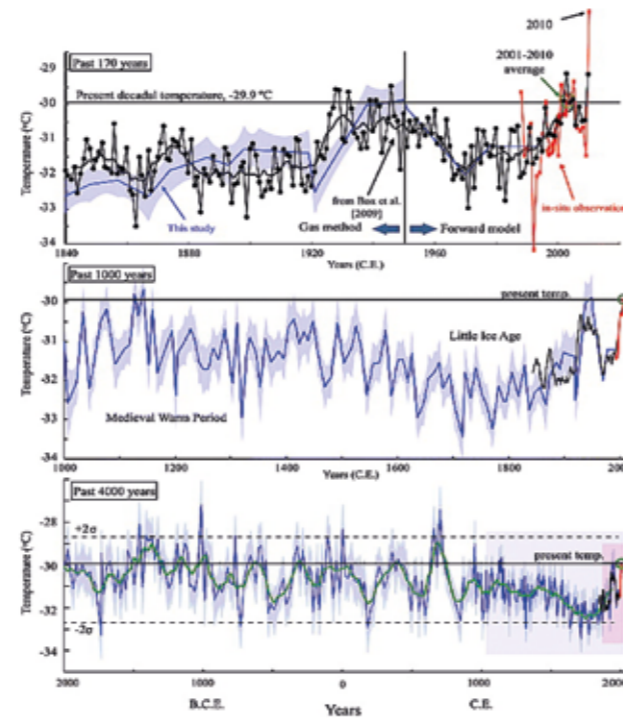 2010
Past 170 years
2001-2010
average
Present decadal temperature, -29.9 °C
-29
-30
-31
-32
-33
-34
Temperature (°C)
from Box et al.
[2009]
This study
in-situ observation
Gas method
Forward model
1840
1880
1920
1960
2000
Years (C.E.)
Past 1000 years
present temp.
-30
-31
-32
-33
-34
Temperature (°C)
Little Ice Age
Medieval Warm Period
1000
1200
1400
1600
1800
200
Years (C.E.)
Past 4000 years
+2σ
present temp.
-28
-30
-32
-34
Temperature (°C)
-2σ
2000
1000
0
1000
200
B.C.E.
Years
C.E.